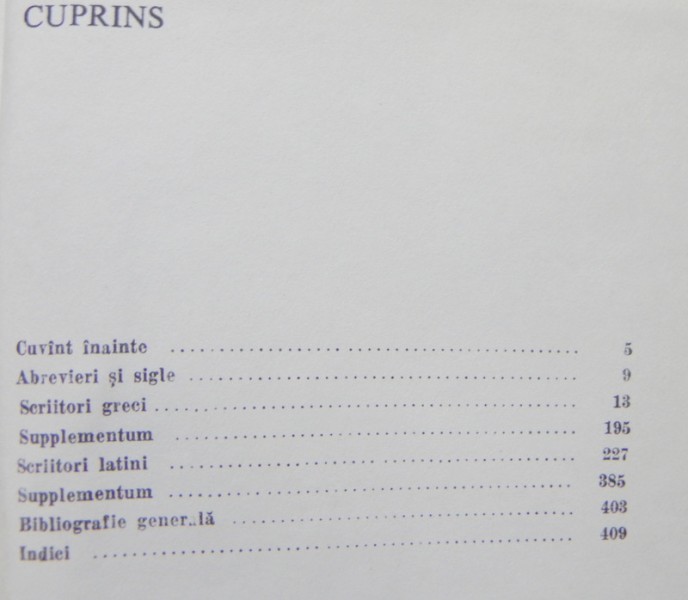 CUPRINS
Cuvînt înainte ........................................ 5
Abrevieri și sigle ........................................ 9
Scriitori greci ........................................ 13
Supplementum ........................................ 195
Scriitori latini ........................................ 227
Supplementum ........................................ 385
Bibliografie generală ........................................ 403
Indici ........................................ 409